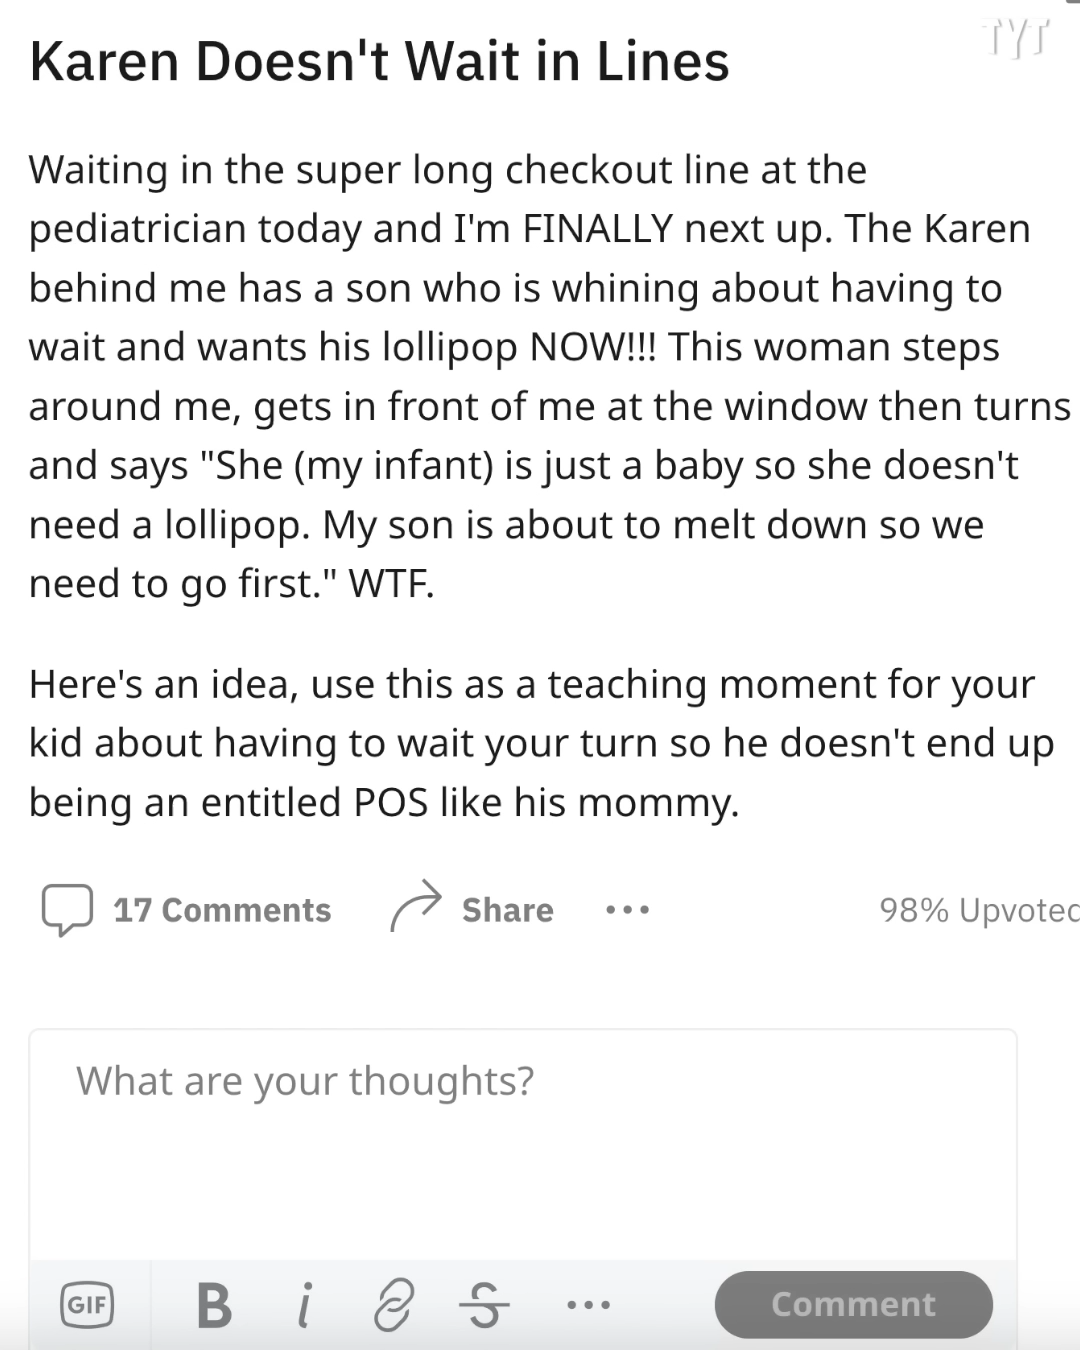 TYT
Karen Doesn't Wait in Lines
Waiting in the super long checkout line at the
pediatrician today and I'm FINALLY next up. The Karen
behind me has a son who is whining about having to
wait and wants his lollipop NOW!!! This woman steps
around me, gets in front of me at the window then turns
and says "She (my infant) is just a baby so she doesn't
need a lollipop. My son is about to melt down so we
need to go first." WTF.
Here's an idea, use this as a teaching moment for your
kid about having to wait your turn so he doesn't end up
being an entitled POS like his mommy.
17 Comments Share ••• 98% Upvoted
What are your thoughts?
GIF B i S ••• Comment